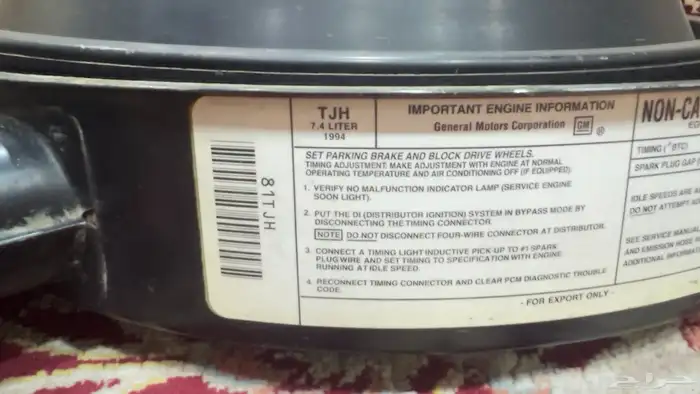 81TJH
TJH
7.4 LITER
1994
IMPORTANT ENGINE INFORMATION
General Motors Corporation GM ®
SET PARKING BRAKE AND BLOCK DRIVE WHEELS.
TIMING ADJUSTMENT: MAKE ADJUSTMENT WITH ENGINE AT NORMAL
OPERATING TEMPERATURE AND AIR CONDITIONING OFF (IF EQUIPPED)
1. VERIFY NO MALFUNCTION INDICATOR LAMP (SERVICE ENGINE
SOON LIGHT).
2. PUT THE DI (DISTRIBUTOR IGNITION) SYSTEM IN BYPASS MODE BY
DISCONNECTING THE TIMING CONNECTOR.
NOTE DO NOT DISCONNECT FOUR-WIRE CONNECTOR AT DISTRIBUTOR.
3. CONNECT A TIMING LIGHT INDUCTIVE PICK UP TO #1 SPARK
PLUG WIRE AND SET TIMING TO SPECIFICATION WITH ENGINE
RUNNING AT IDLE SPEED.
4. RECONNECT TIMING CONNECTOR AND CLEAR PCM DIAGNOSTIC TROUBLE
CODE.
- FOR EXPORT ONLY -
NON-CA
TIMING (°BTC)
SPARK PLUG GAP
IDLE SPEEDS ARE
DO NOT ATTEMPT
SEE SERVICE MANUAL
AND EMISSION HOSE
ADDITIONAL INFORMA
حراج